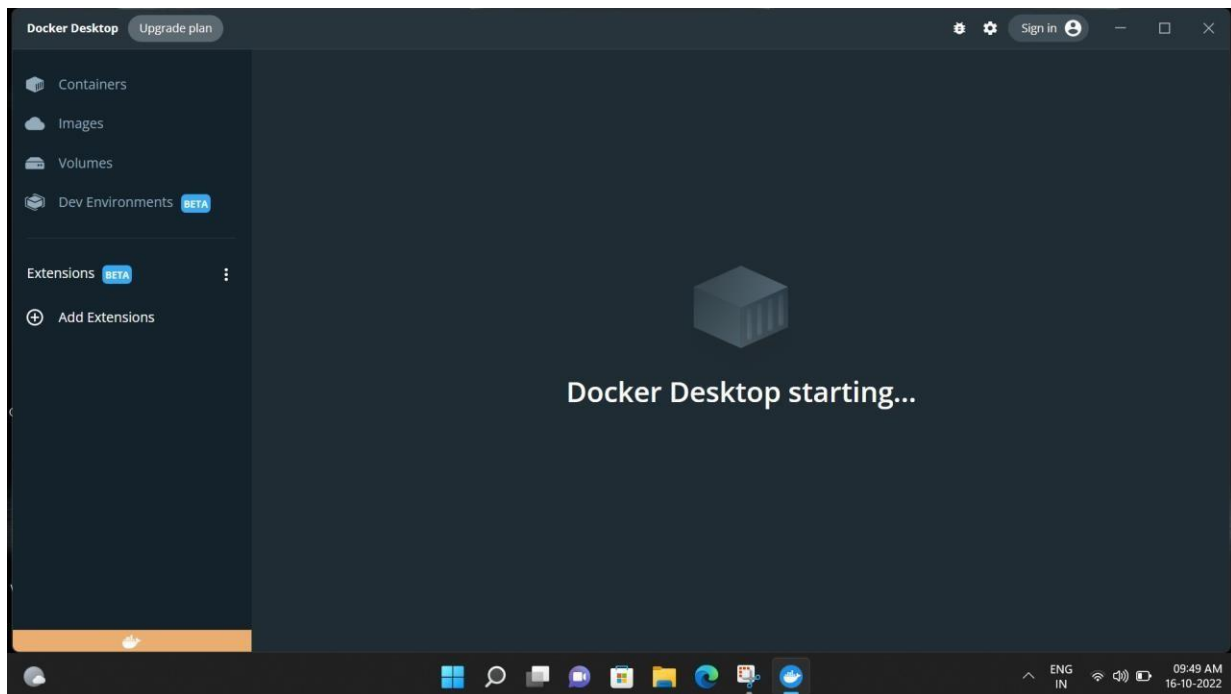 Docker Desktop Upgrade plan Sign in
Containers
Images
Volumes
Dev Environments BETA
Extensions BETA
Add Extensions
Docker Desktop starting...
ENG
IN
09:49 AM
16-10-2022